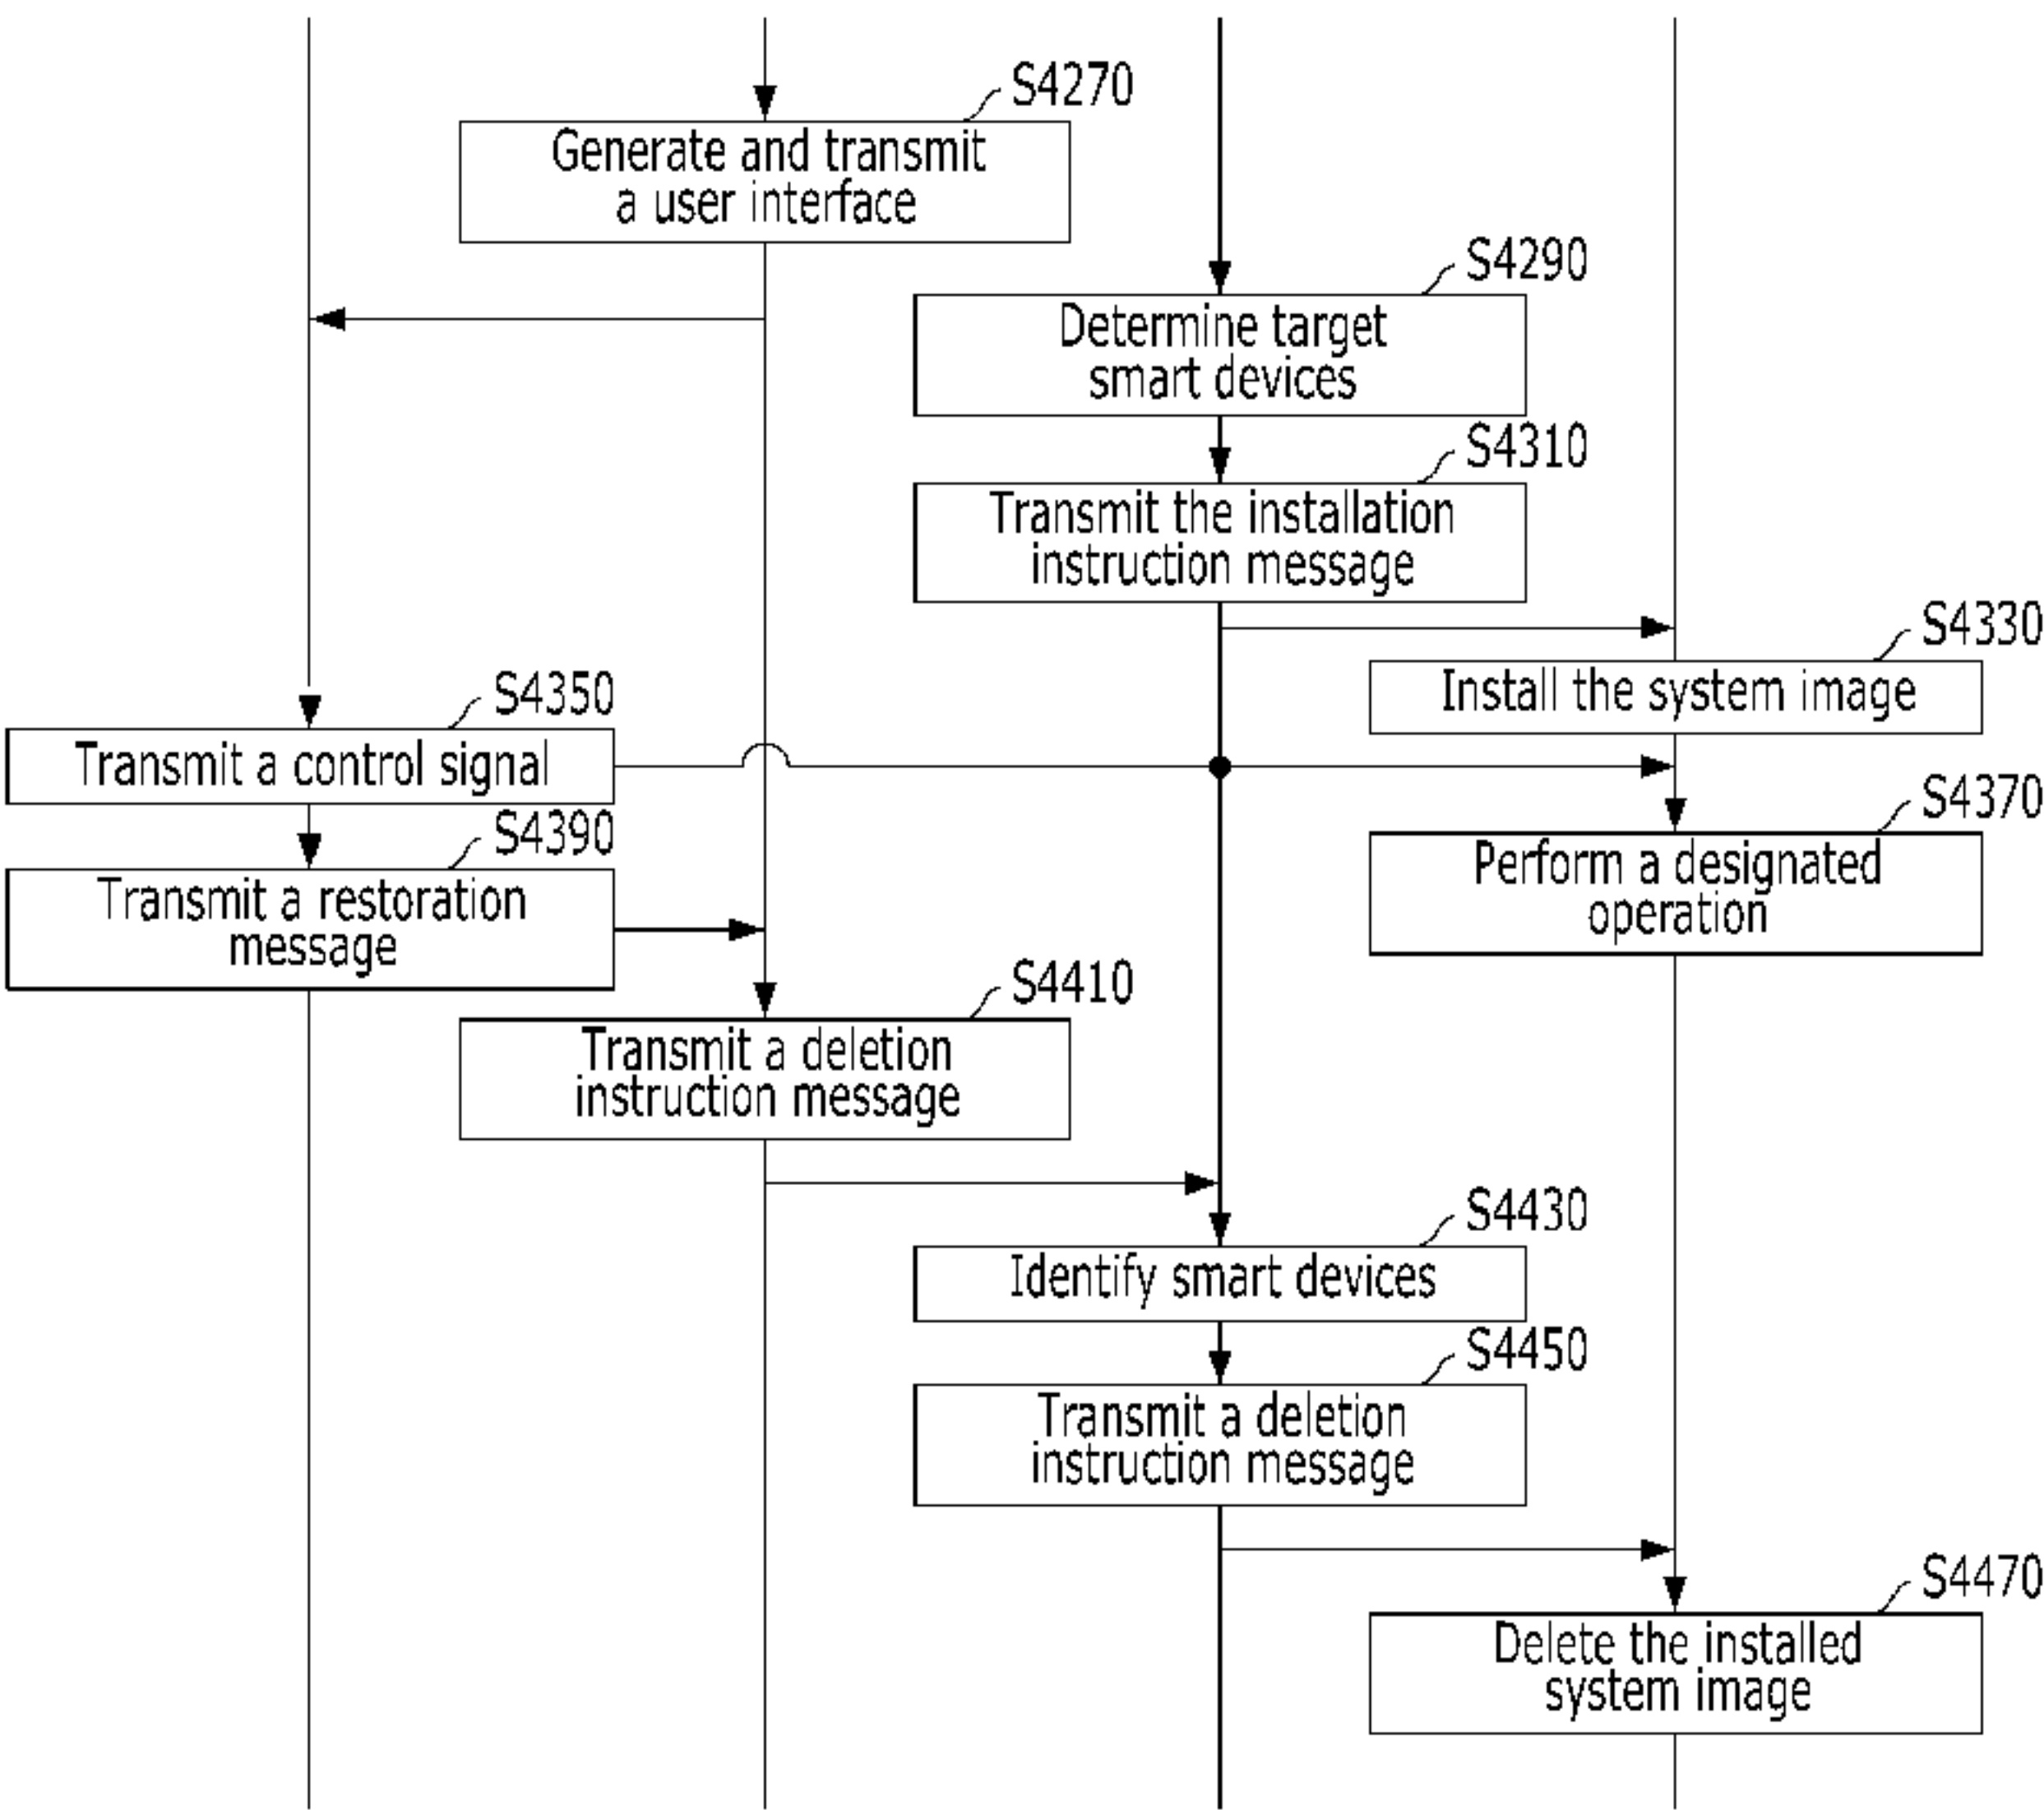 S4270
Generate and transmit
a user interface
S4290
Determine target
smart devices
S4310
Transmit the installation
instruction message
S4330
Install the system image
S4350
Transmit a control signal
S4370
Perform a designated
operation
S4390
Transmit a restoration
message
S4410
Transmit a deletion
instruction message
S4430
Identify smart devices
S4450
Transmit a deletion
instruction message
S4470
Delete the installed
system image